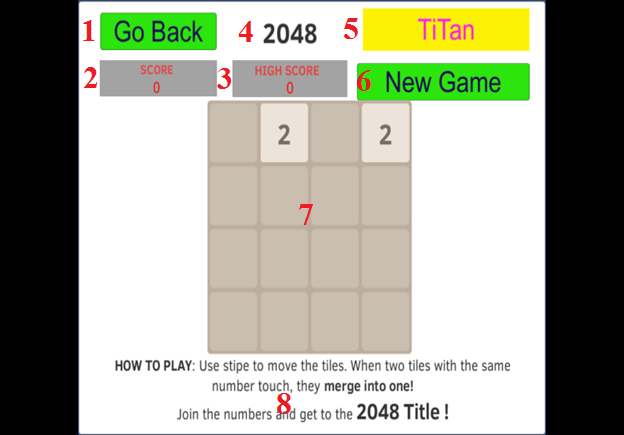 1 Go Back 4 2048 5 TiTan
2 SCORE 3 HIGH SCORE 6 New Game
0 0
2 2
7
HOW TO PLAY: Use stipe to move the tiles. When two tiles with the same
number touch, they merge into one!
8
Join the numbers and get to the 2048 Title !